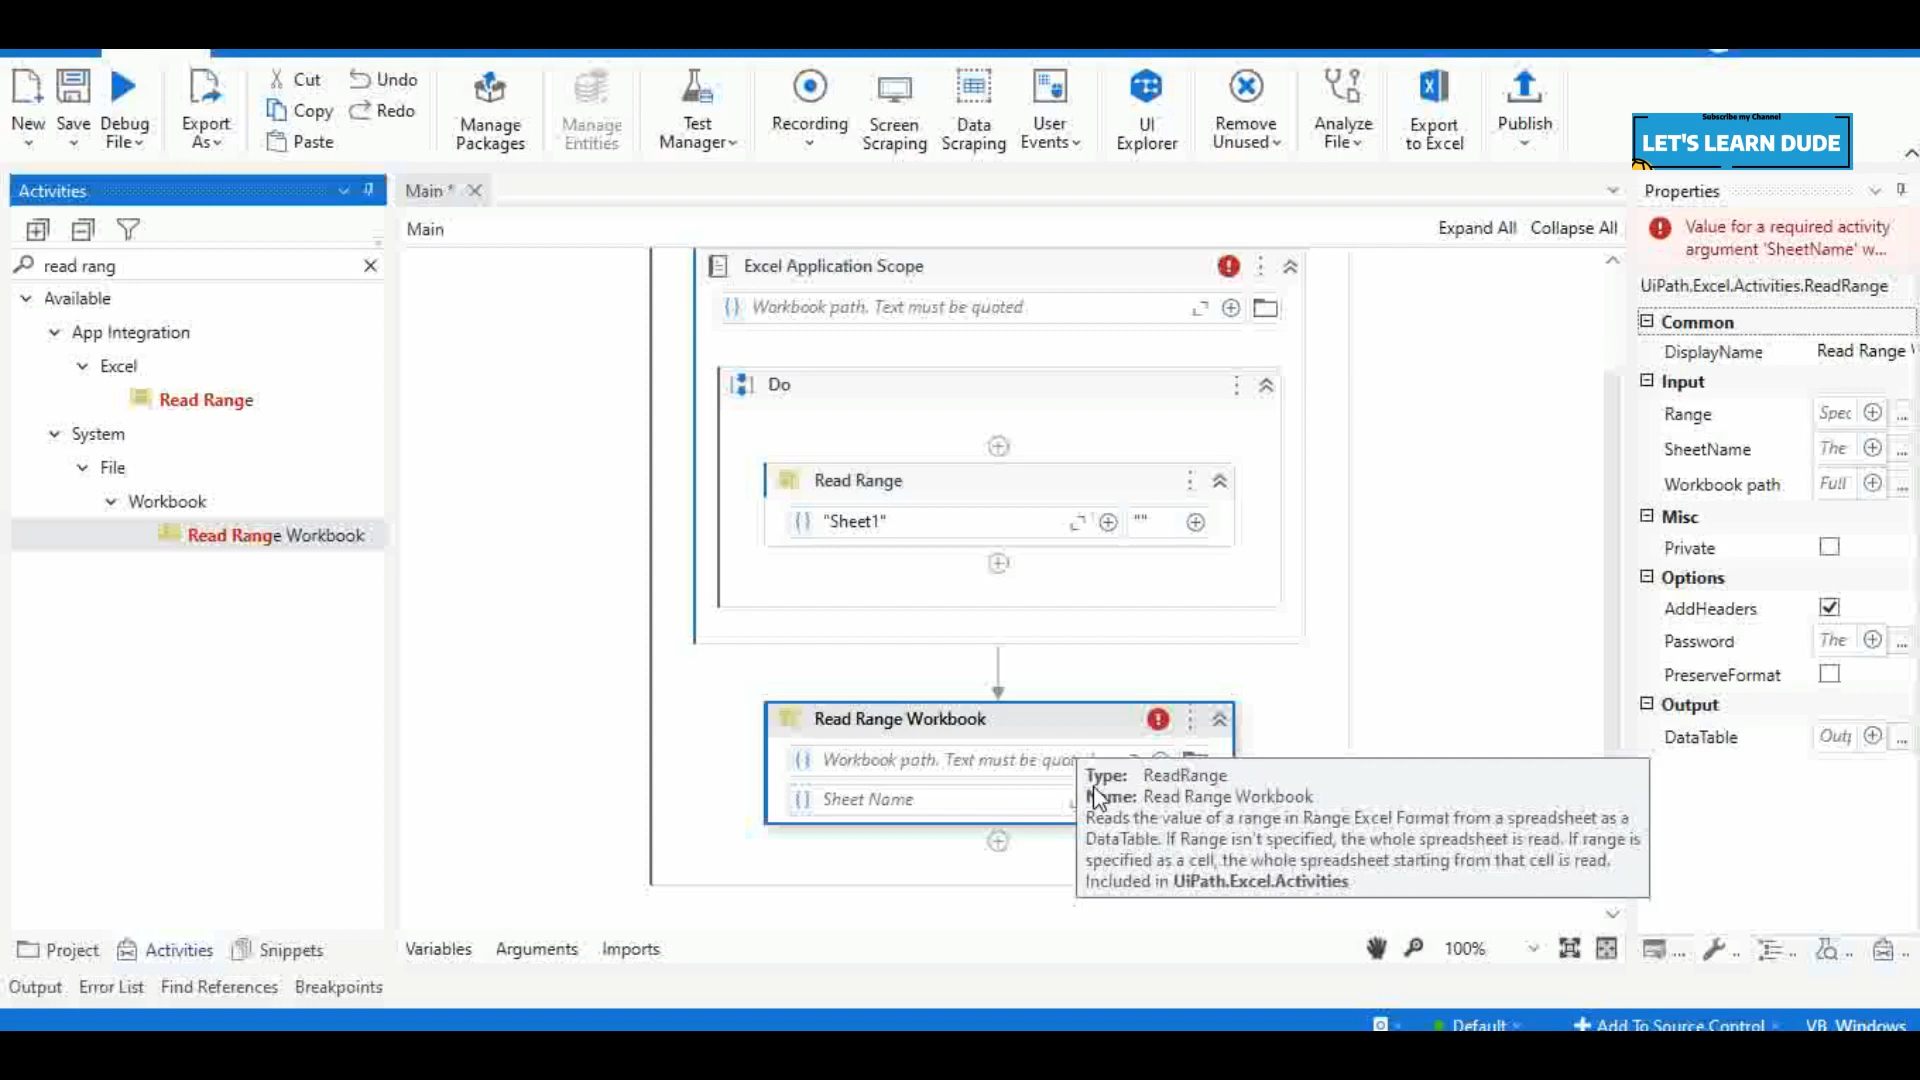 New
Save
Debug
File
Export
As
Cut
Copy
Paste
Undo
Redo
Manage
Packages
Manage
Entities
Test
Manager
Recording
Screen
Scraping
Data
Scraping
User
Events
UI
Explorer
Remove
Unused
Analyze
File
Export
to Excel
Publish
Subscribe my Channel
LET'S LEARN DUDE
Activities
read rang
Available
App Integration
Excel
Read Range
System
File
Workbook
Read Range Workbook
Main *
Main
Expand All
Collapse All
Excel Application Scope
Workbook path. Text must be quoted
Do
Read Range
"Sheet1"
""
Read Range Workbook
Workbook path. Text must be
Sheet Name
Type: ReadRange
Read Range Workbook
Reads the value of a range in Range Excel Format from a spreadsheet as a
DataTable. If Range isn't specified, the whole spreadsheet is read. If range is
specified as a cell, the whole spreadsheet starting from that cell is read.
Included in UiPath.Excel.Activities
Properties
Value for a required activity
argument 'SheetName' w...
UiPath.Excel.Activities.ReadRange
Common
DisplayName Read Range
Input
Range Spec ...
SheetName The ...
Workbook path Full ...
Misc
Private
Options
AddHeaders
Password The ...
PreserveFormat
Output
DataTable Outp ...
Project
Activities
Snippets
Variables
Arguments
Imports
100%
Output
Error List
Find References
Breakpoints
Default
Add To Source Control
VB, Windows